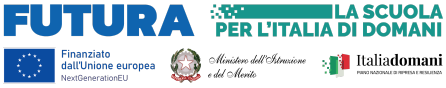 FUTURA
LA SCUOLA
PER L'ITALIA DI DOMANI
Finanziato
dall'Unione europea
NextGenerationEU
Ministero dell'Istruzione
e del Merito
Italiadomani
PIANO NAZIONALE DI RIPRESA E RESILIENZA